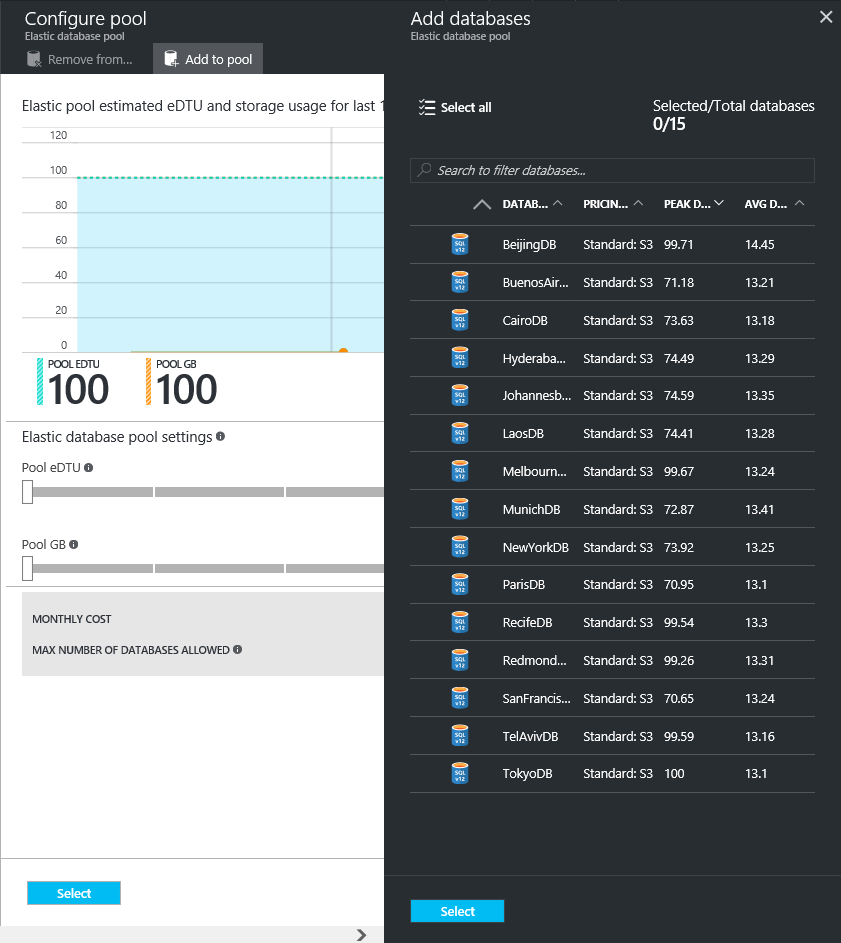 Configure pool
Elastic database pool
Remove from...
Add to pool
Elastic pool estimated eDTU and storage usage for last 1
120
100
80
60
40
20
0
POOL EDTU
100
POOL GB
100
Elastic database pool settings
Pool eDTU
Pool GB
MONTHLY COST
MAX NUMBER OF DATABASES ALLOWED
Select
Add databases
Elastic database pool
Select all
Selected/Total databases
0/15
Search to filter databases...
DATAB... PRICIN... PEAK D... AVG D...
SQL v12 BeijingDB Standard: S3 99.71 14.45
SQL v12 BuenosAir... Standard: S3 71.18 13.21
SQL v12 CairoDB Standard: S3 73.63 13.18
SQL v12 Hyderaba... Standard: S3 74.49 13.29
SQL v12 Johannesb... Standard: S3 74.59 13.35
SQL v12 LaosDB Standard: S3 74.41 13.28
SQL v12 Melbourn... Standard: S3 99.67 13.24
SQL v12 MunichDB Standard: S3 72.87 13.41
SQL v12 NewYorkDB Standard: S3 73.92 13.25
SQL v12 ParisDB Standard: S3 70.95 13.1
SQL v12 RecifeDB Standard: S3 99.54 13.3
SQL v12 Redmond... Standard: S3 99.26 13.31
SQL v12 SanFrancis... Standard: S3 70.65 13.24
SQL v12 TelAvivDB Standard: S3 99.59 13.16
SQL v12 TokyoDB Standard: S3 100 13.1
Select